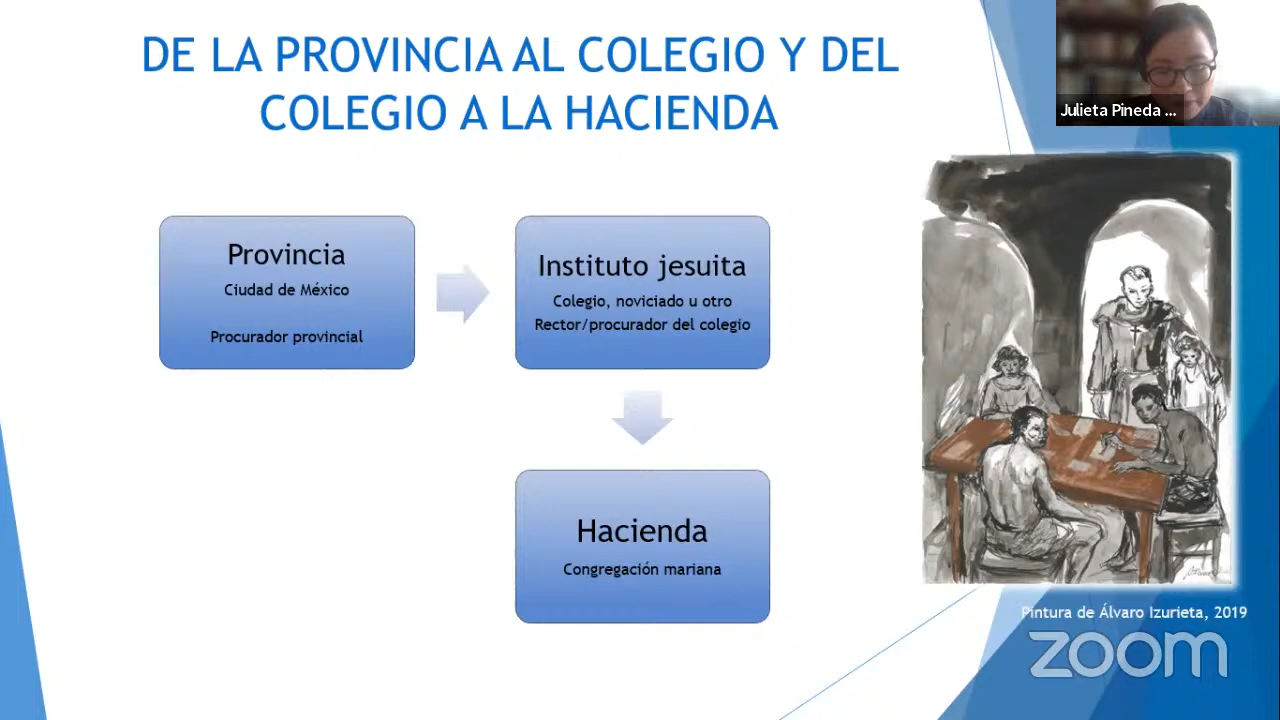 DE LA PROVINCIA AL COLEGIO Y DEL
COLEGIO A LA HACIENDA
Julieta Pineda ...
Provincia
Ciudad de México
Procurador provincial
Instituto jesuita
Colegio, noviciado u otro
Rector/procurador del colegio
Hacienda
Congregación mariana
Pintura de Álvaro Izurieta, 2019
zoom